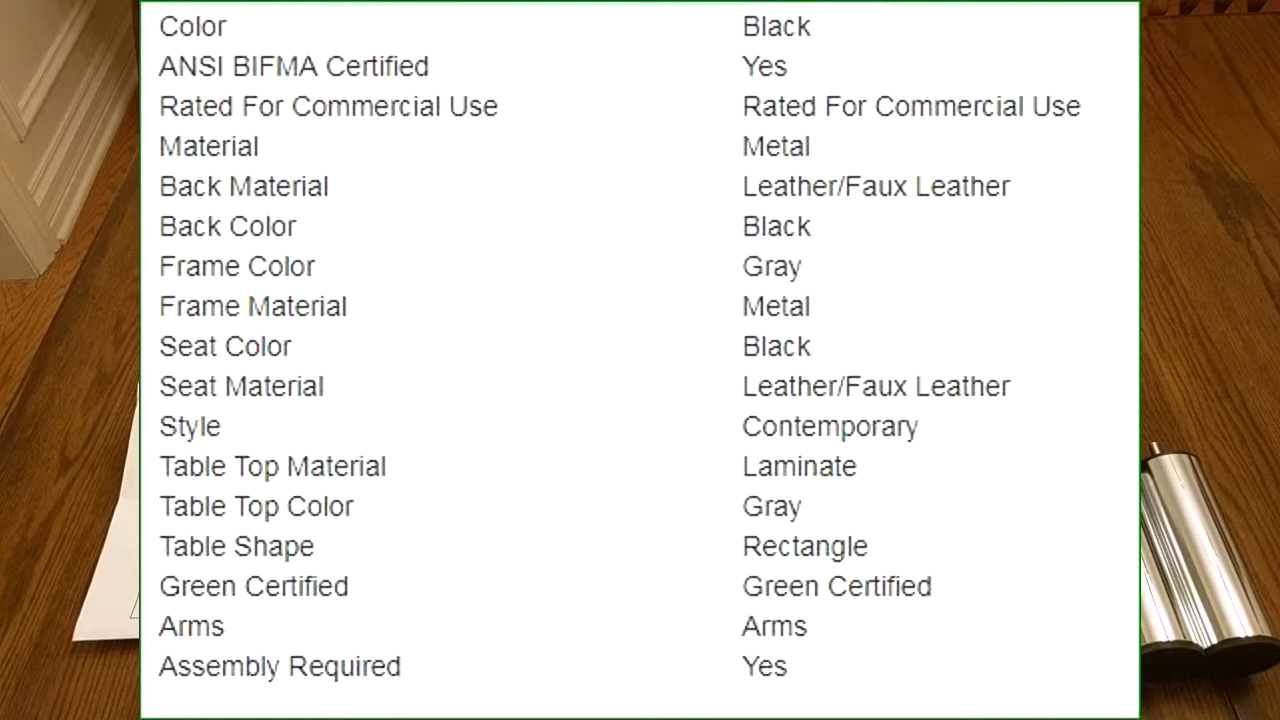 Color Black
ANSI BIFMA Certified Yes
Rated For Commercial Use Rated For Commercial Use
Material Metal
Back Material Leather/Faux Leather
Back Color Black
Frame Color Gray
Frame Material Metal
Seat Color Black
Seat Material Leather/Faux Leather
Style Contemporary
Table Top Material Laminate
Table Top Color Gray
Table Shape Rectangle
Green Certified Green Certified
Arms Arms
Assembly Required Yes